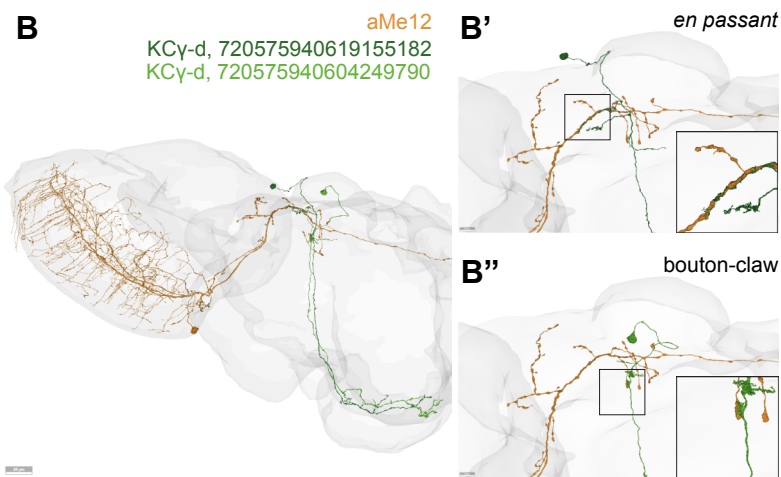 B
aMe12
KCγ-d, 720575940619155182
KCγ-d, 720575940604249790
B'
en passant
B''
bouton-claw